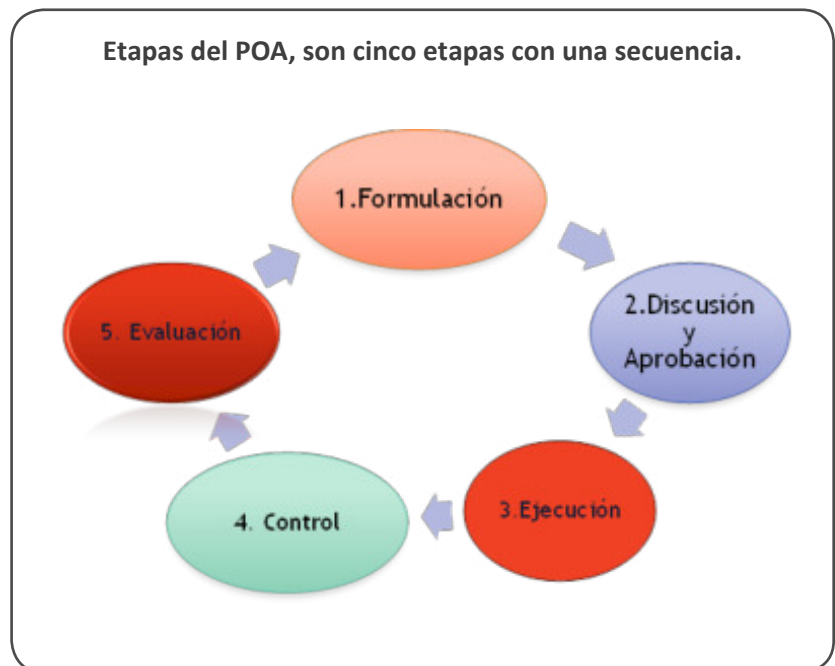 Etapas del POA, son cinco etapas con una secuencia.
1.Formulación
2.Discusión
y
Aprobación
3.Ejecución
4. Control
5. Evaluación